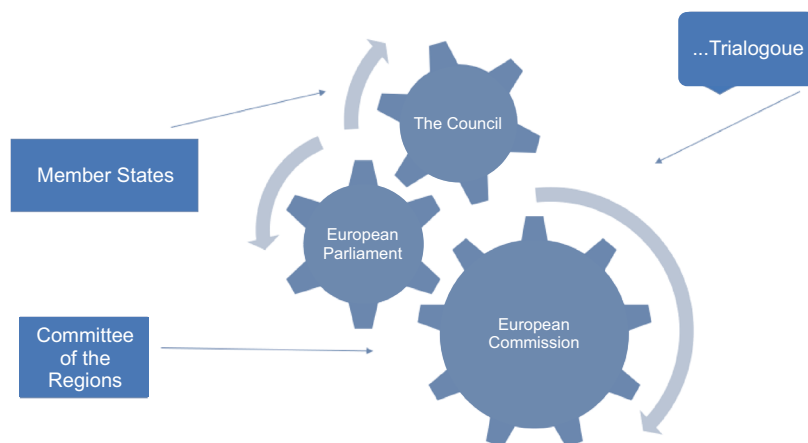 ...Trialogoue
The Council
Member States
European
Parliament
European
Commission
Committee
of the
Regions